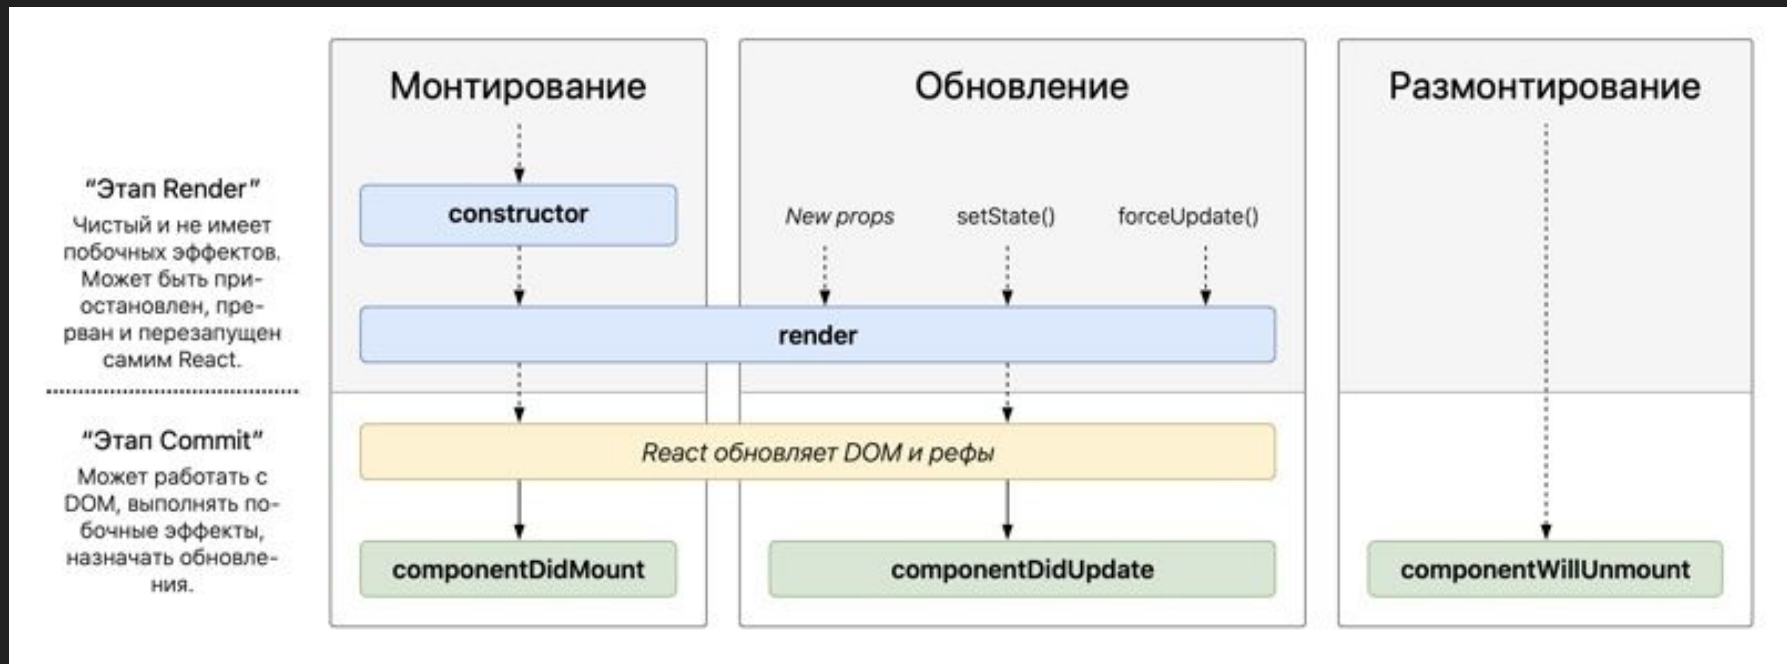 Монтирование
Обновление
Размонтирование
“Этап Render”
Чистый и не имеет
побочных эффектов.
Может быть при-
остановлен, пре-
рван и перезапущен
самим React.
constructor
New props
setState()
forceUpdate()
render
“Этап Commit”
Может работать с
DOM, выполнять по-
бочные эффекты,
назначать обновле-
ния.
React обновляет DOM и рефы
componentDidMount
componentDidUpdate
componentWillUnmount